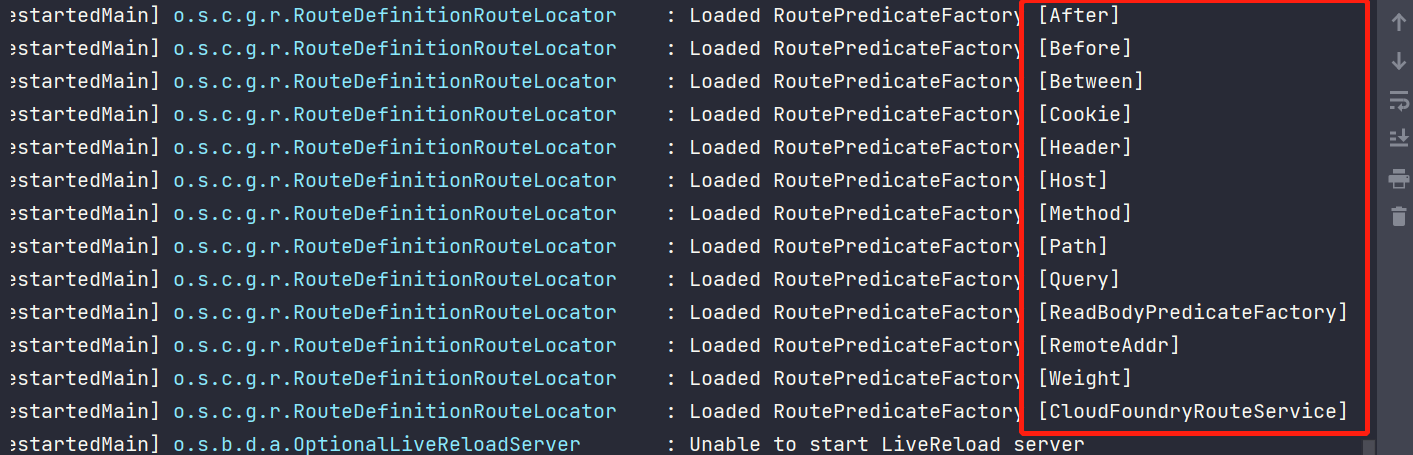 estartedMain] o.s.c.g.r.RouteDefinitionRouteLocator : Loaded RoutePredicateFactory [After]
estartedMain] o.s.c.g.r.RouteDefinitionRouteLocator : Loaded RoutePredicateFactory [Before]
estartedMain] o.s.c.g.r.RouteDefinitionRouteLocator : Loaded RoutePredicateFactory [Between]
estartedMain] o.s.c.g.r.RouteDefinitionRouteLocator : Loaded RoutePredicateFactory [Cookie]
estartedMain] o.s.c.g.r.RouteDefinitionRouteLocator : Loaded RoutePredicateFactory [Header]
estartedMain] o.s.c.g.r.RouteDefinitionRouteLocator : Loaded RoutePredicateFactory [Host]
estartedMain] o.s.c.g.r.RouteDefinitionRouteLocator : Loaded RoutePredicateFactory [Method]
estartedMain] o.s.c.g.r.RouteDefinitionRouteLocator : Loaded RoutePredicateFactory [Path]
estartedMain] o.s.c.g.r.RouteDefinitionRouteLocator : Loaded RoutePredicateFactory [Query]
estartedMain] o.s.c.g.r.RouteDefinitionRouteLocator : Loaded RoutePredicateFactory [ReadBodyPredicateFactory]
estartedMain] o.s.c.g.r.RouteDefinitionRouteLocator : Loaded RoutePredicateFactory [RemoteAddr]
estartedMain] o.s.c.g.r.RouteDefinitionRouteLocator : Loaded RoutePredicateFactory [Weight]
estartedMain] o.s.c.g.r.RouteDefinitionRouteLocator : Loaded RoutePredicateFactory [CloudFoundryRouteService]
estartedMain] o.s.b.d.a.OptionalLiveReloadServer : Unable to start LiveReload server